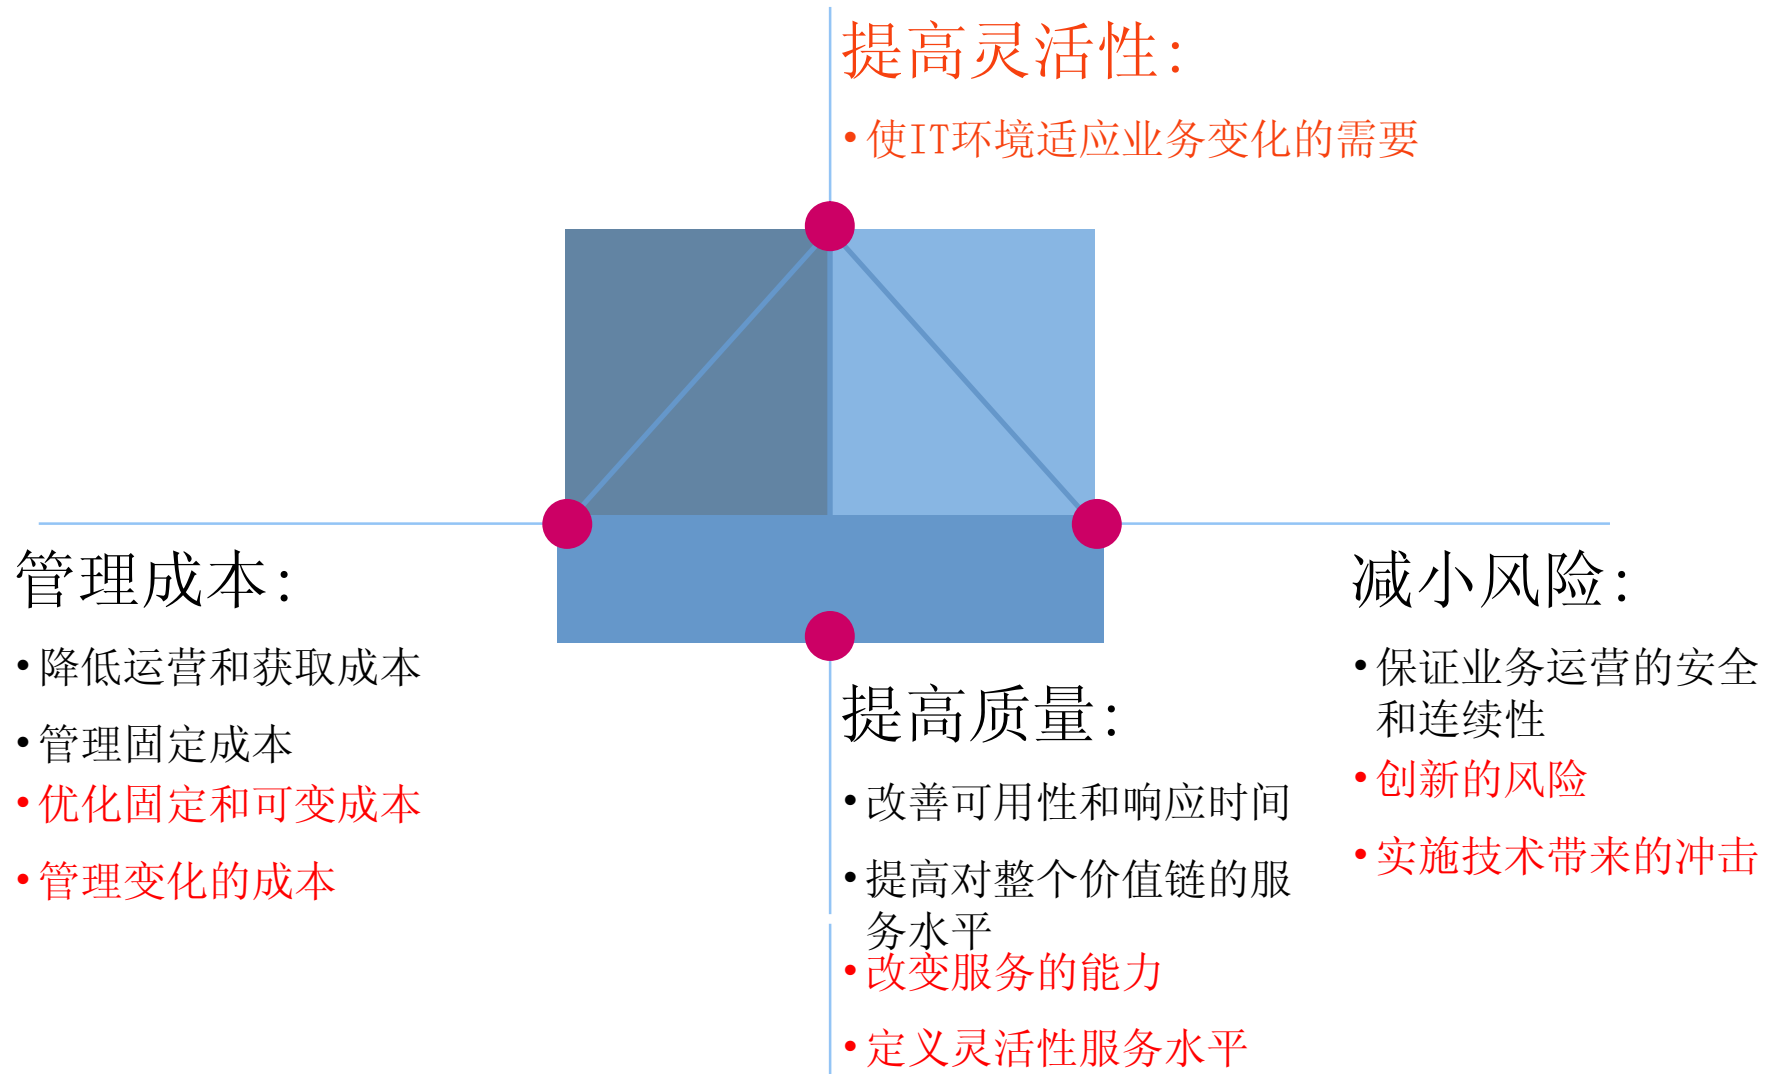 提高灵活性:
•使IT环境适应业务变化的需要
管理成本:
•降低运营和获取成本
•管理固定成本
•优化固定和可变成本
•管理变化的成本
提高质量:
•改善可用性和响应时间
•提高对整个价值链的服
务水平
•改变服务的能力
•定义灵活性服务水平
减小风险:
•保证业务运营的安全
和连续性
•创新的风险
•实施技术带来的冲击